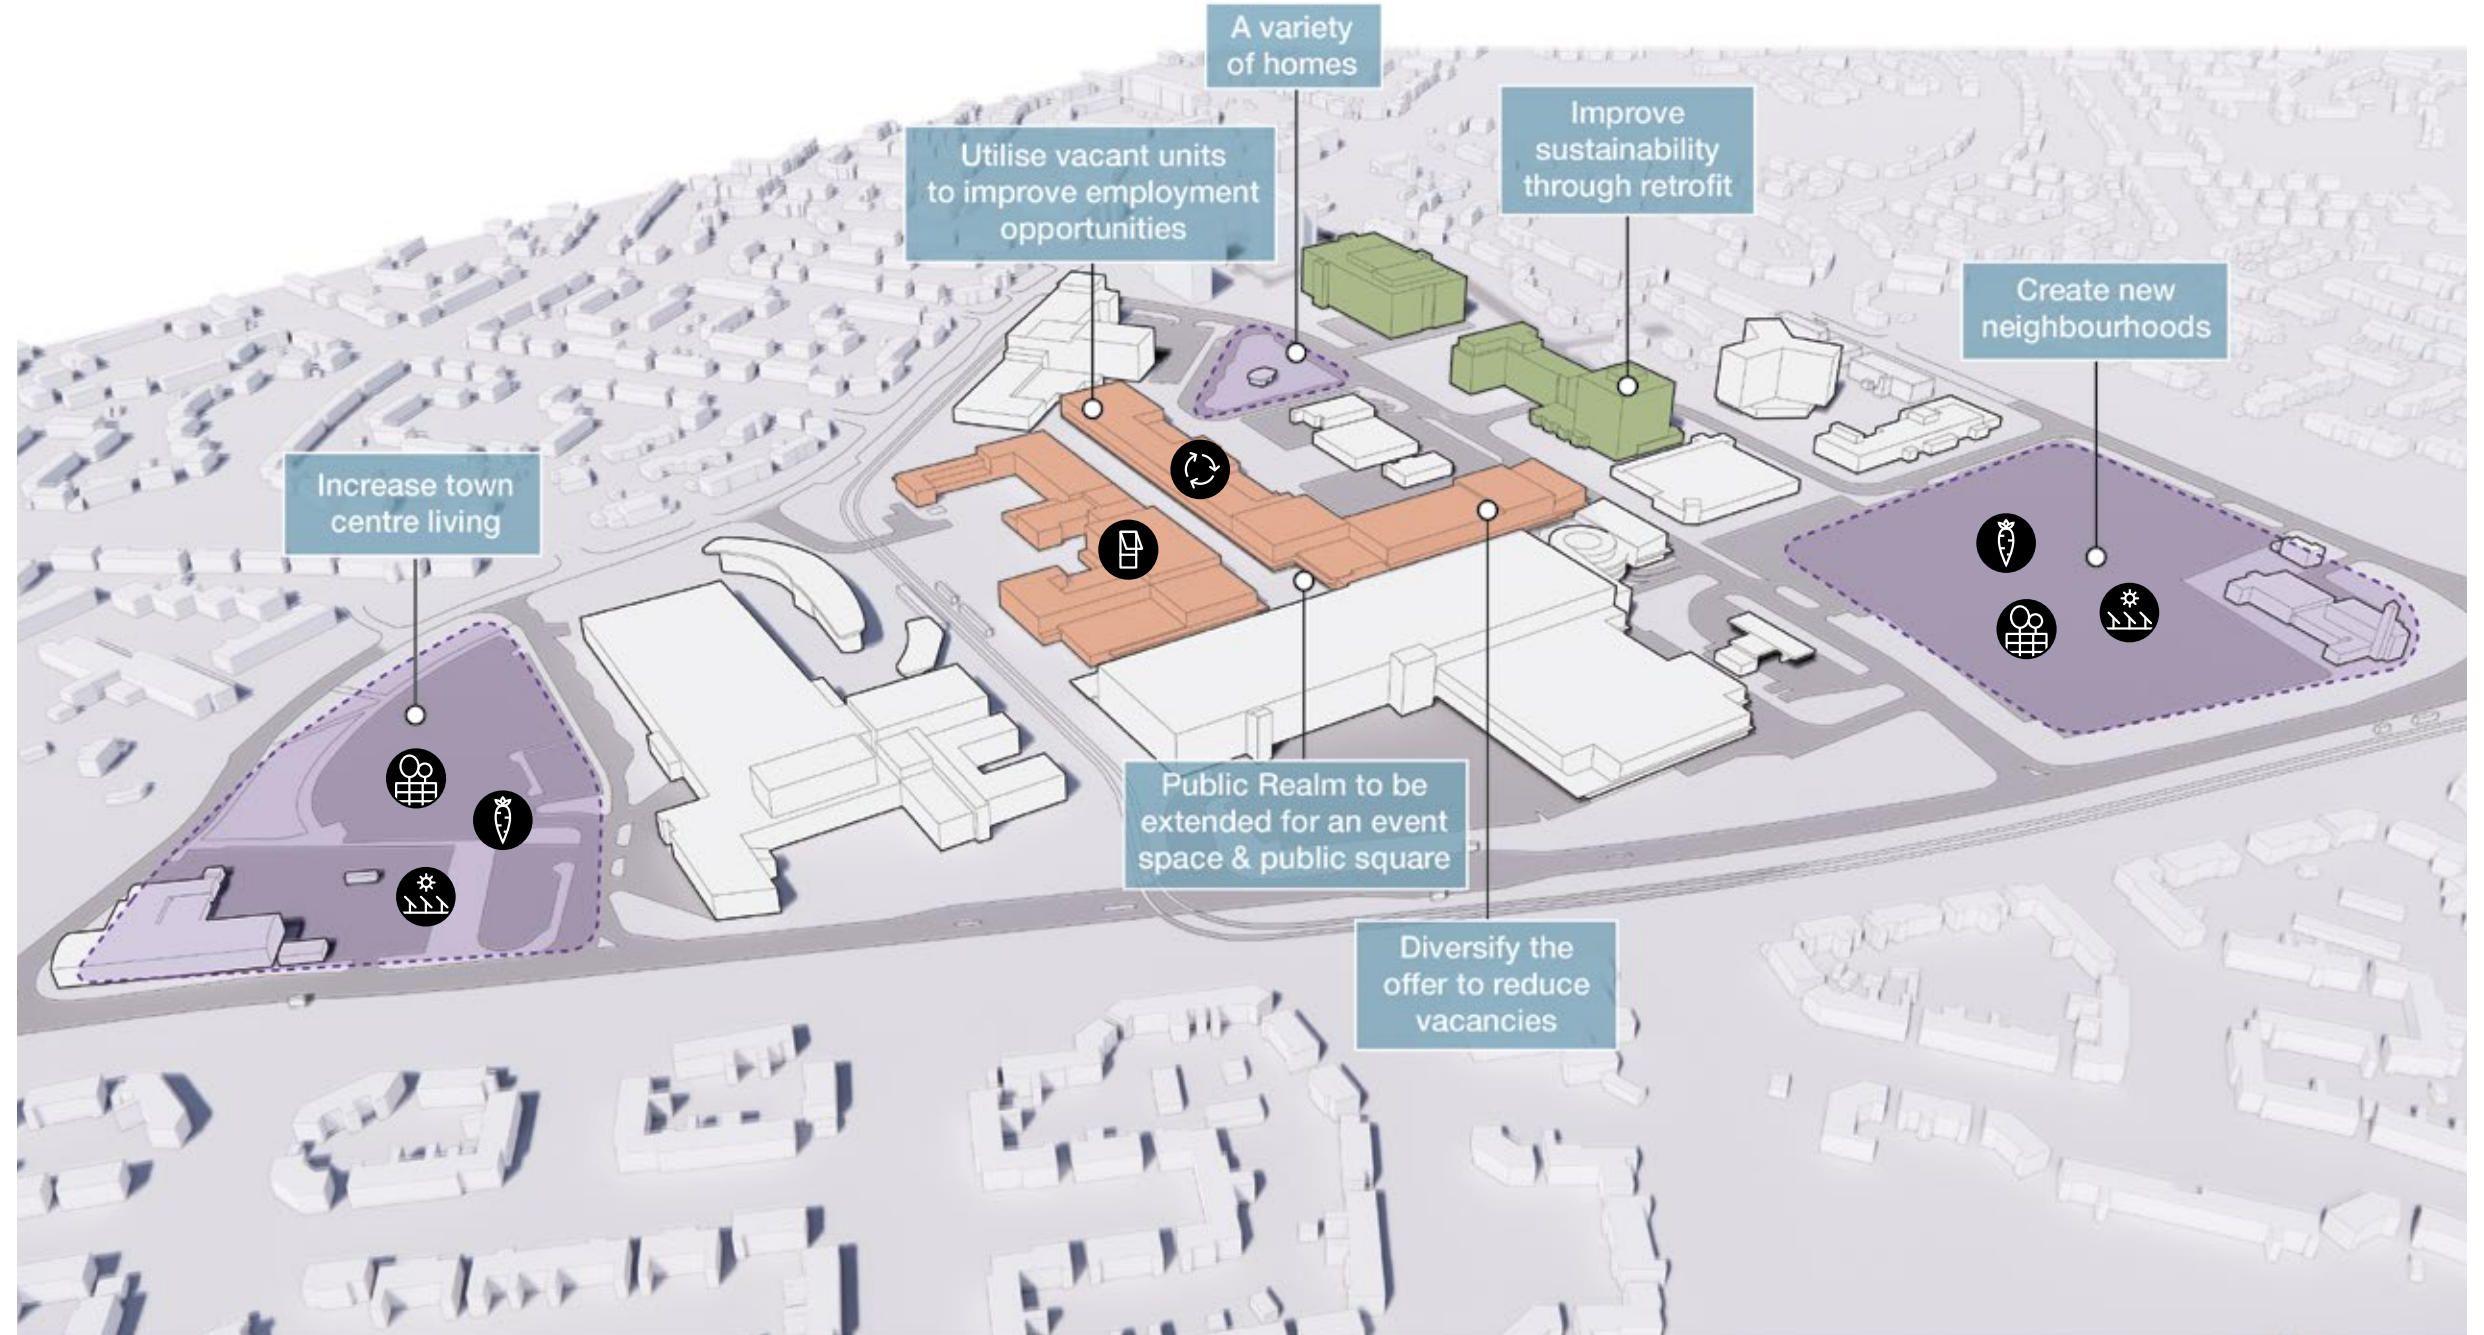 A variety
of homes
Utilise vacant units
to improve employment
opportunities
Improve
sustainability
through retrofit
Create new
neighbourhoods
Increase town
centre living
Public Realm to be
extended for an event
space & public square
Diversify the
offer to reduce
vacancies